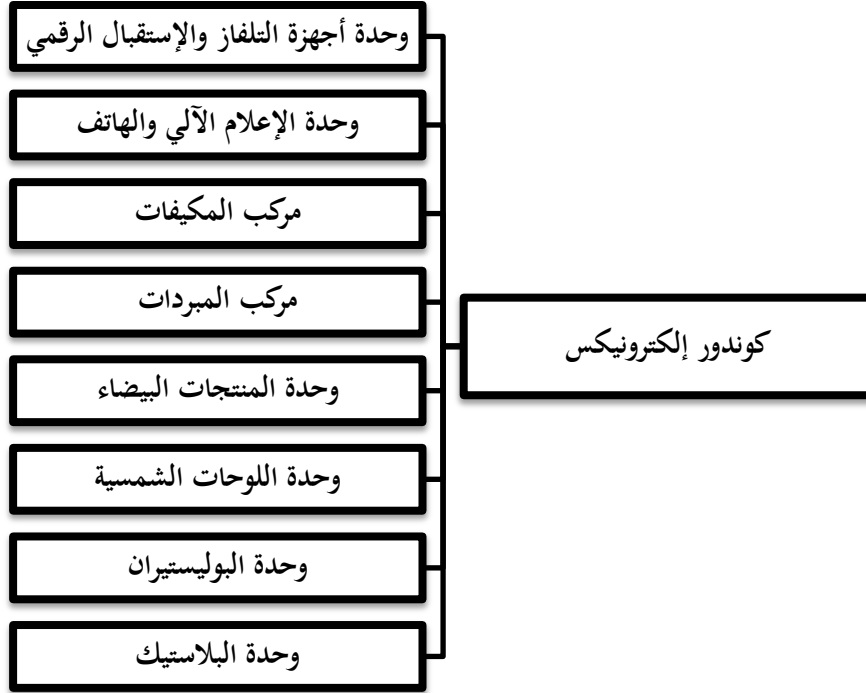 كوندور إلكترونيكس
وحدة أجهزة التلفاز والإستقبال الرقمي
وحدة الإعلام الآلي والهاتف
مركب المكيفات
مركب المبردات
وحدة المنتجات البيضاء
وحدة اللوحات الشمسية
وحدة البوليستيران
وحدة البلاستيك